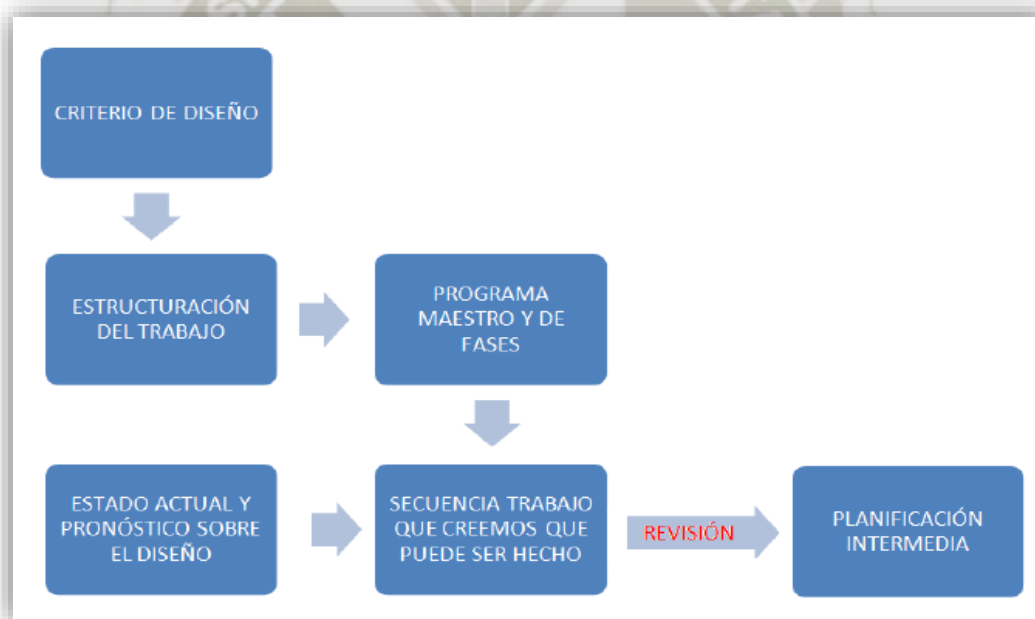 CRITERIO DE DISEÑO
ESTRUCTURACIÓN
DEL TRABAJO
PROGRAMA
MAESTRO Y DE
FASES
ESTADO ACTUAL Y
PRONÓSTICO SOBRE
EL DISEÑO
SECUENCIA TRABAJO
QUE CREEMOS QUE
PUEDE SER HECHO
REVISIÓN
PLANIFICACIÓN
INTERMEDIA